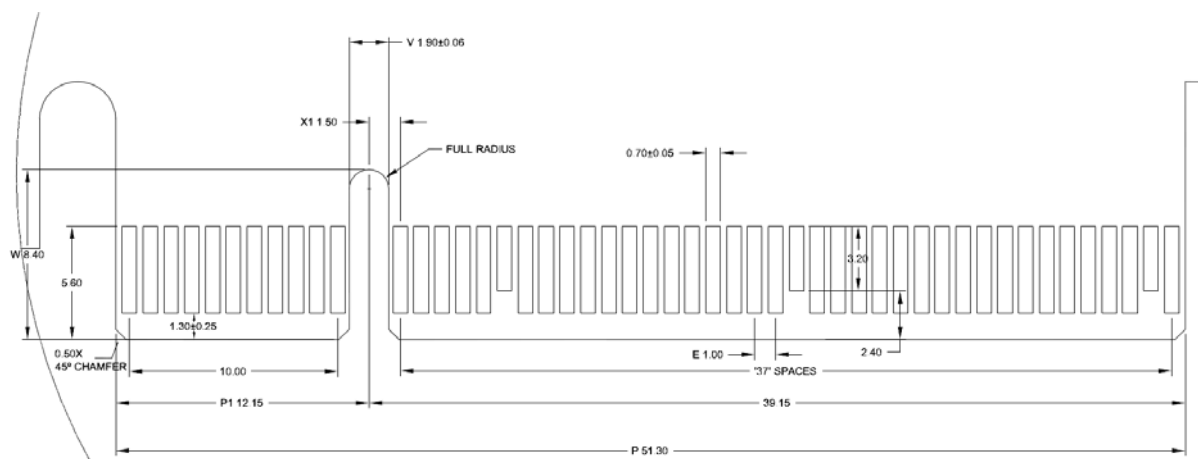 V 1.90±0.06
X1 1.50
FULL RADIUS
0.70±0.05
W 8.40
5.60
3.20
1.30±0.25
0.50X
45º CHAMFER
E 1.00
2.40
10.00
'37' SPACES
P1 12.15
39.15
P 51.30